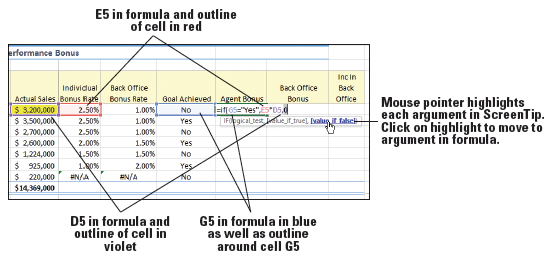 E5 in formula and outline
of cell in red
erformance Bonus
Inc in
Individual Back Office Back Office Back
Actual Sales Bonus Rate Bonus Rate Goal Achieved Agent Bonus Bonus Office
$ 3,200,000 2.50% 1.00% No =if(G5="Yes",E5*D5,0
$ 3,500,000 2.50% 1.00% Yes IF(logical_test, [value_if_true], [value_if_false])
$ 2,700,000 2.50% 1.00% No
$ 2,600,000 2.00% 1.50% Yes
$ 1,224,000 1.50% 1.50% No
$ 925,000 1.00% 2.00% Yes
$ 220,000 #N/A #N/A No
$14,369,000
Mouse pointer highlights
each argument in ScreenTip.
Click on highlight to move to
argument in formula.
D5 in formula and
outline of cell in
violet
G5 in formula in blue
as well as outline
around cell G5